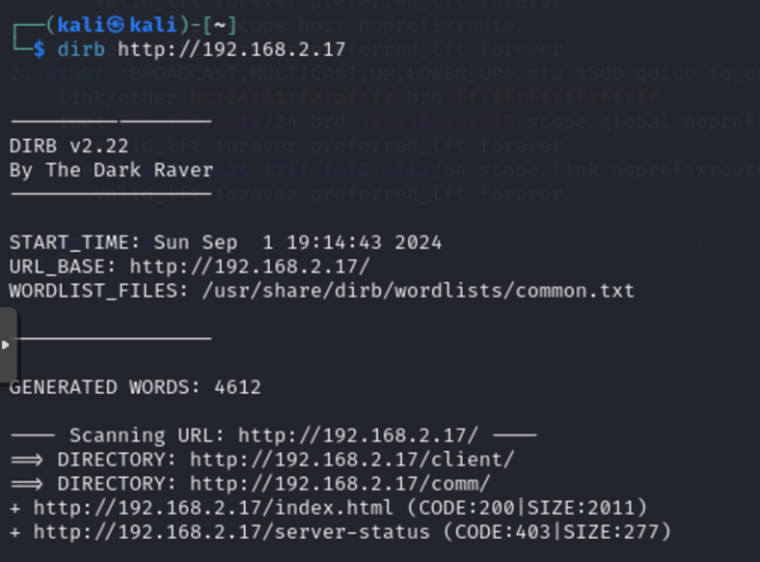 ┌──(kali㉿kali)-[~]
└─$ dirb http://192.168.2.17
DIRB v2.22
By The Dark Raver
START_TIME: Sun Sep  1 19:14:43 2024
URL_BASE: http://192.168.2.17/
WORDLIST_FILES: /usr/share/dirb/wordlists/common.txt
GENERATED WORDS: 4612
---- Scanning URL: http://192.168.2.17/ ----
==> DIRECTORY: http://192.168.2.17/client/
==> DIRECTORY: http://192.168.2.17/comm/
+ http://192.168.2.17/index.html (CODE:200|SIZE:2011)
+ http://192.168.2.17/server-status (CODE:403|SIZE:277)